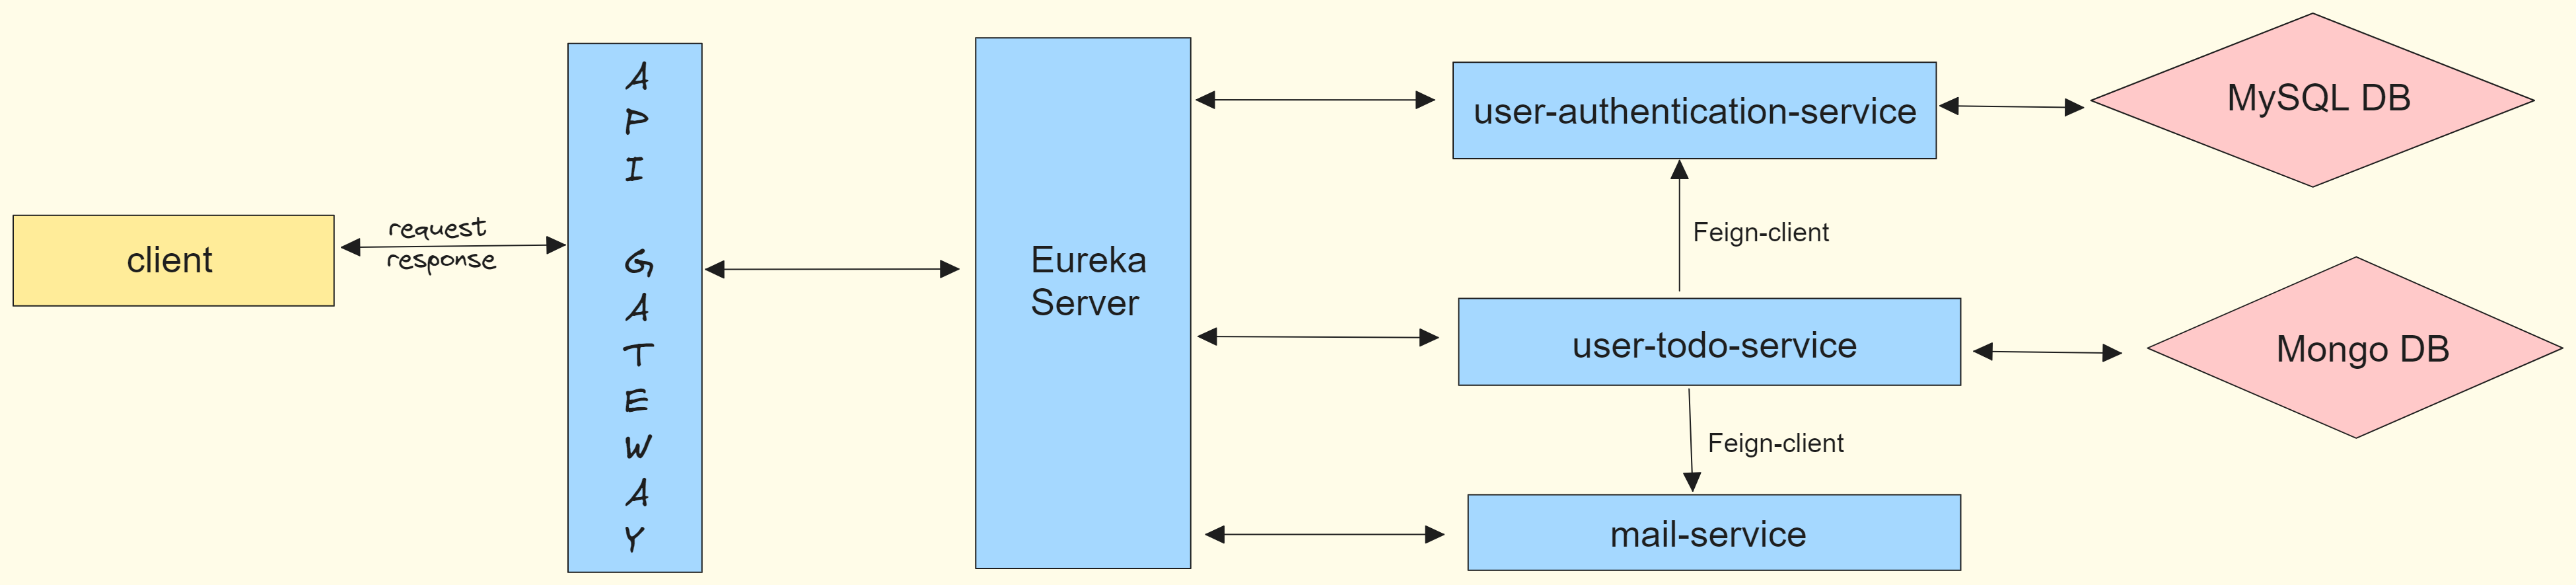 client
request
response
A
P
I
G
A
T
E
W
A
Y
Eureka
Server
user-authentication-service
MySQL DB
Feign-client
user-todo-service
Mongo DB
Feign-client
mail-service